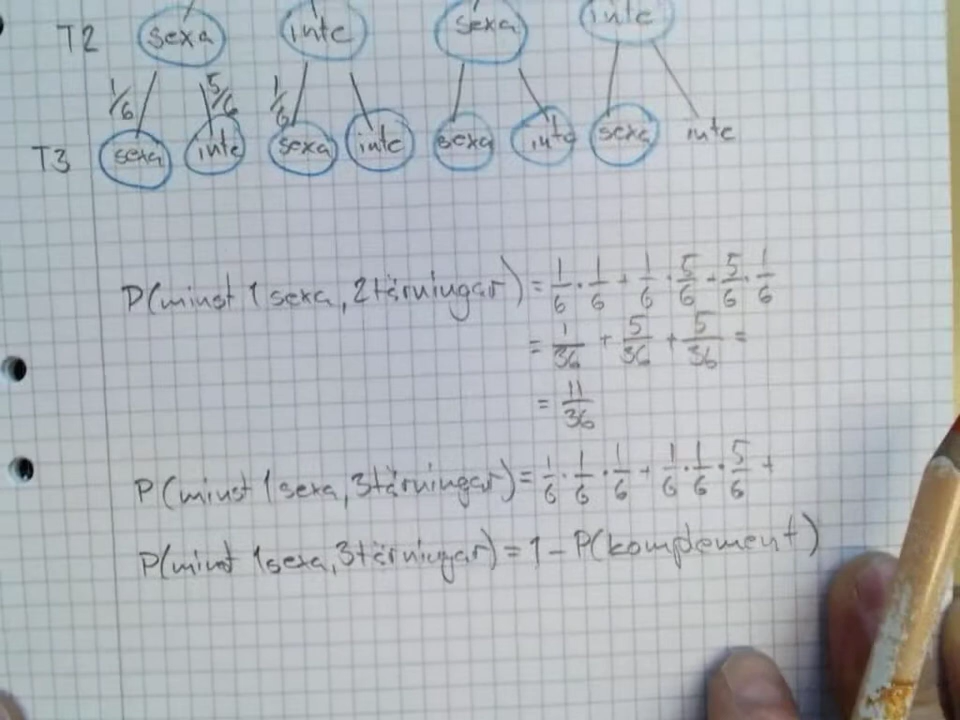 T2 sexa inte sexa inte
1/6 5/6 1/6
T3 sexa inte sexa inte sexa inte sexa inte
P(minst 1 sexa, 2 tärningar) = 1/6 · 1/6 + 1/6 · 5/6 + 5/6 · 1/6
= 1/36 + 5/36 + 5/36 =
= 11/36
P(minst 1 sexa, 3 tärningar) = 1/6 · 1/6 · 1/6 + 1/6 · 1/6 · 5/6 +
P(minst 1 sexa, 3 tärningar) = 1 - P(komplement)